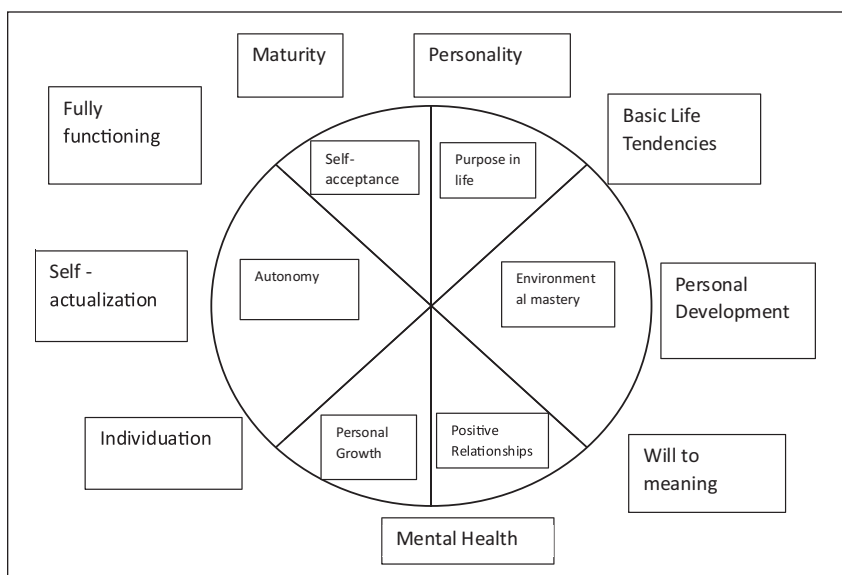 Maturity
Personality
Fully
functioning
Basic Life
Tendencies
Self-
acceptance
Purpose in
life
Self -
actualization
Autonomy
Environment
al mastery
Personal
Development
Individuation
Personal
Growth
Positive
Relationships
Will to
meaning
Mental Health